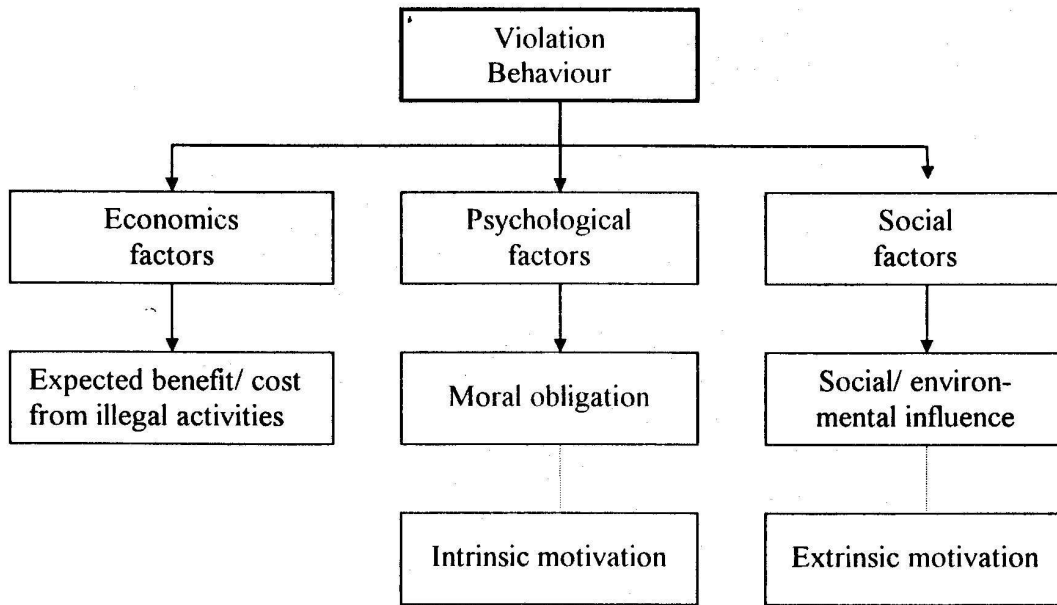 Violation
Behaviour
Economics
factors
Psychological
factors
Social
factors
Expected benefit/ cost
from illegal activities
Moral obligation
Social/ environ-
mental influence
Intrinsic motivation
Extrinsic motivation